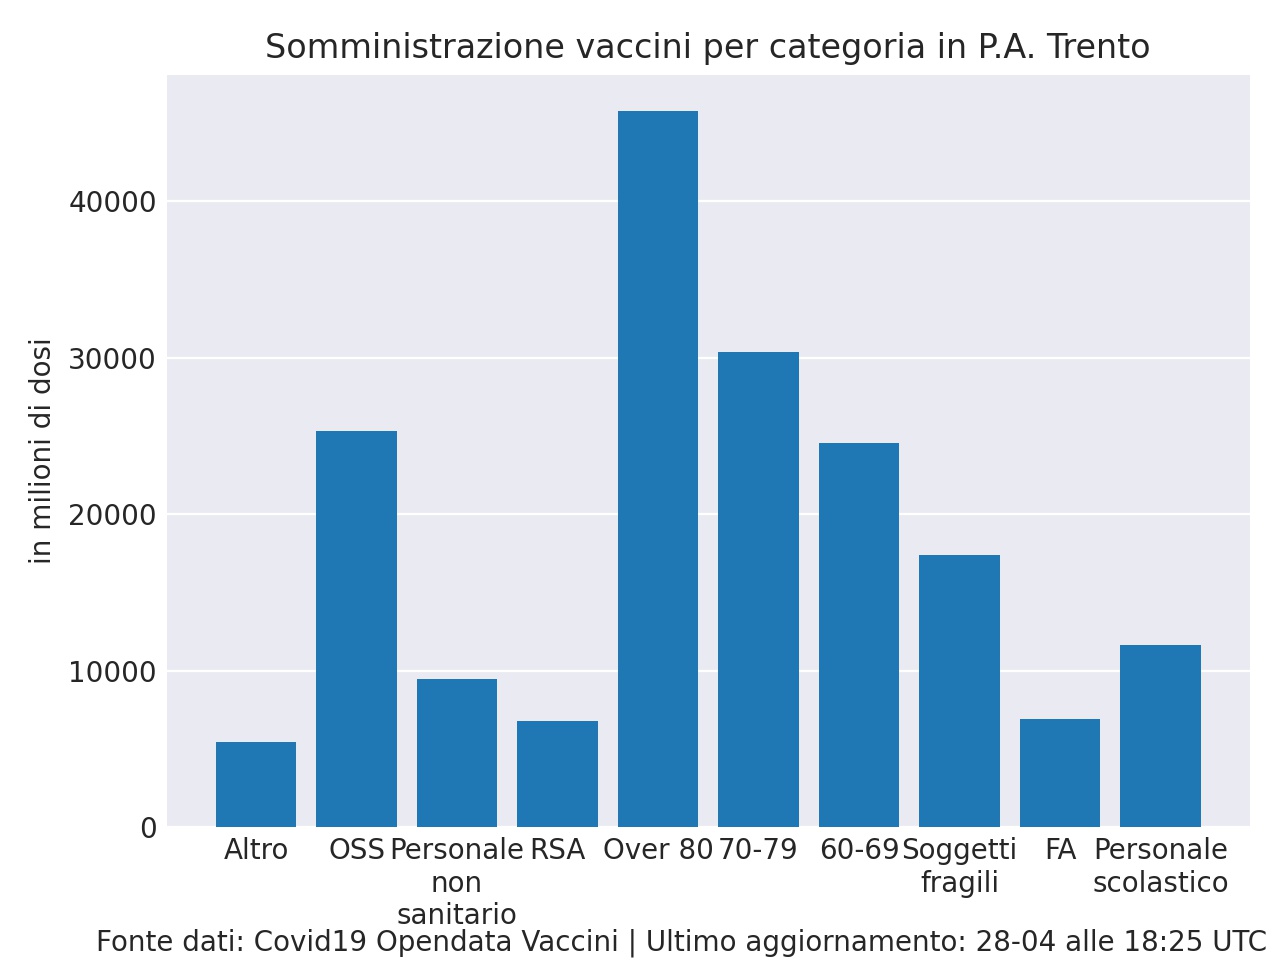 Somministrazione vaccini per categoria in P.A. Trento
in milioni di dosi
40000
30000
20000
10000
0
Altro
OSS
Personale
non
sanitario
RSA
Over 80
70-79
60-69
Soggetti
fragili
FA
Personale
scolastico
Fonte dati: Covid19 Opendata Vaccini | Ultimo aggiornamento: 28-04 alle 18:25 UTC